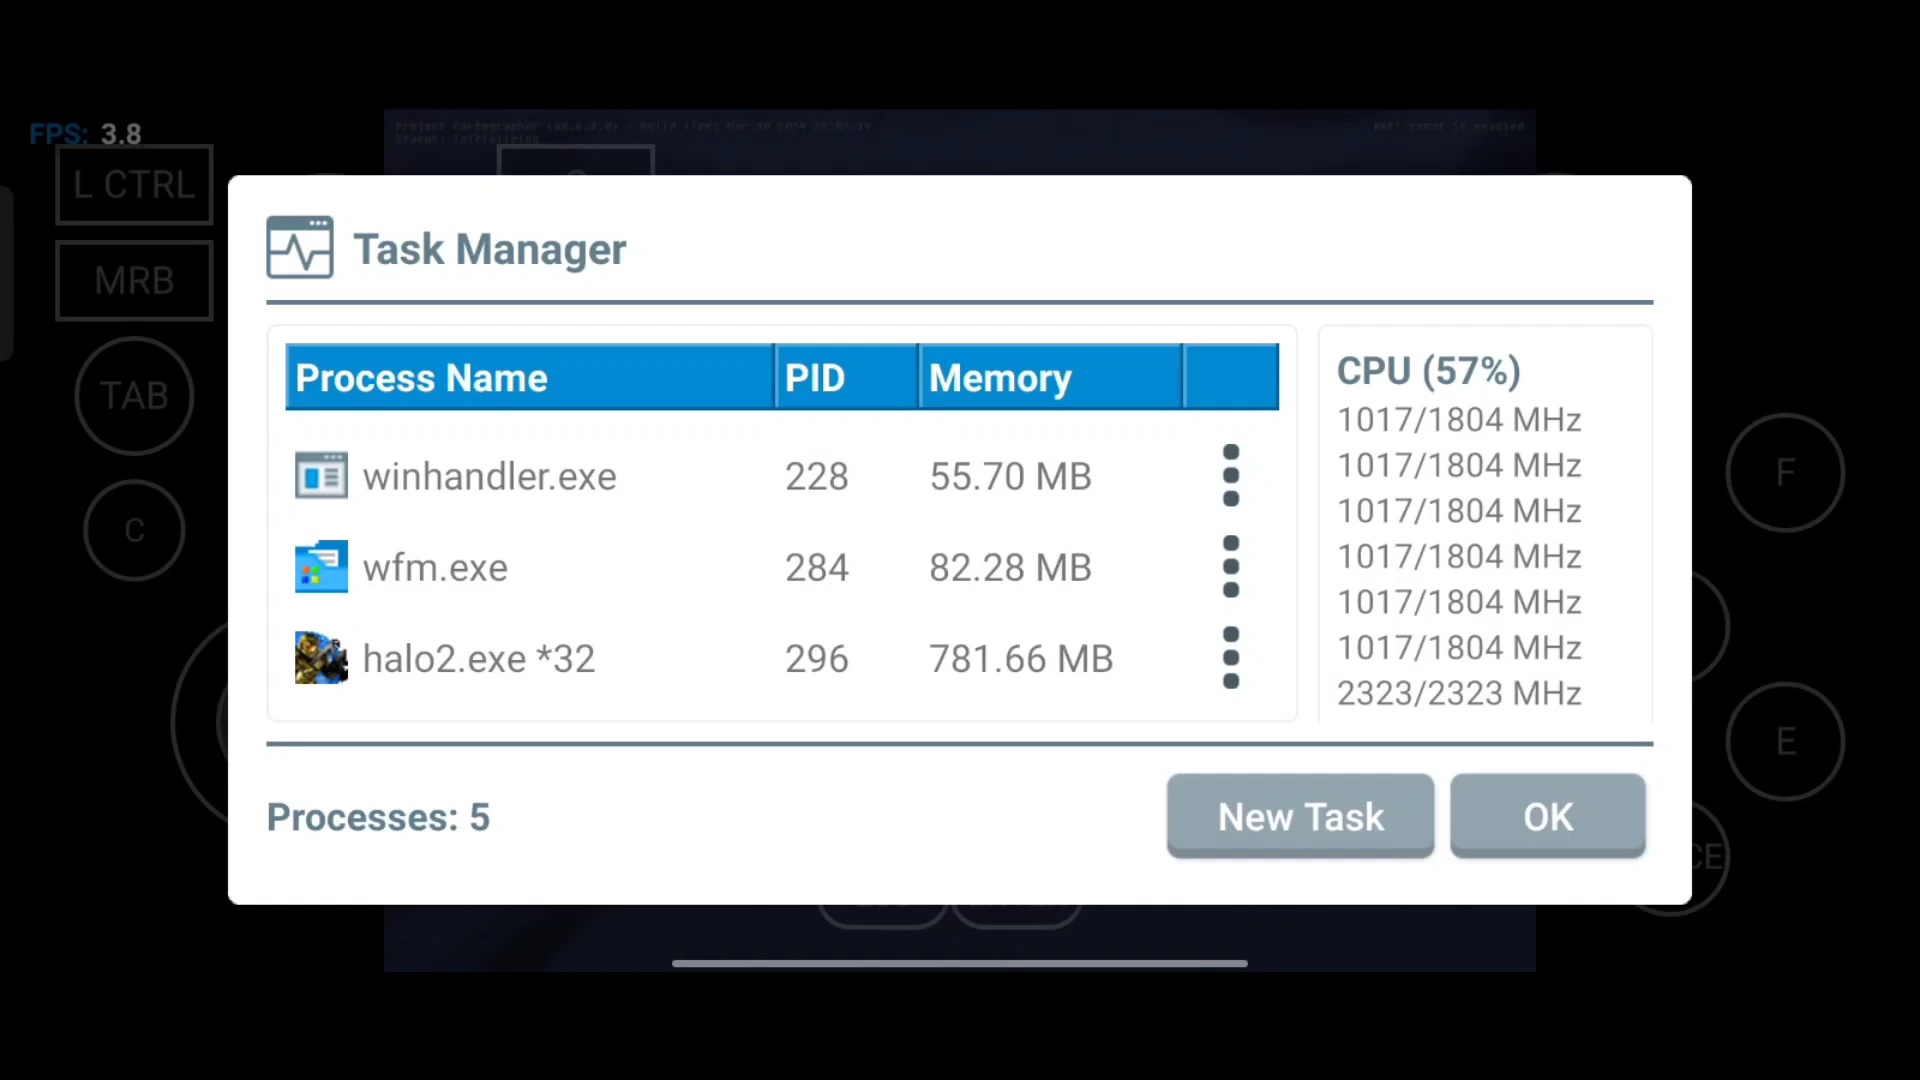 FPS: 3.8
Status: Initializing
L CTRL
MRB
TAB
C
F
E
CE
Task Manager
Process Name PID Memory
winhandler.exe 228 55.70 MB
wfm.exe 284 82.28 MB
halo2.exe *32 296 781.66 MB
CPU (57%)
1017/1804 MHz
1017/1804 MHz
1017/1804 MHz
1017/1804 MHz
1017/1804 MHz
1017/1804 MHz
2323/2323 MHz
Processes: 5
New Task
OK